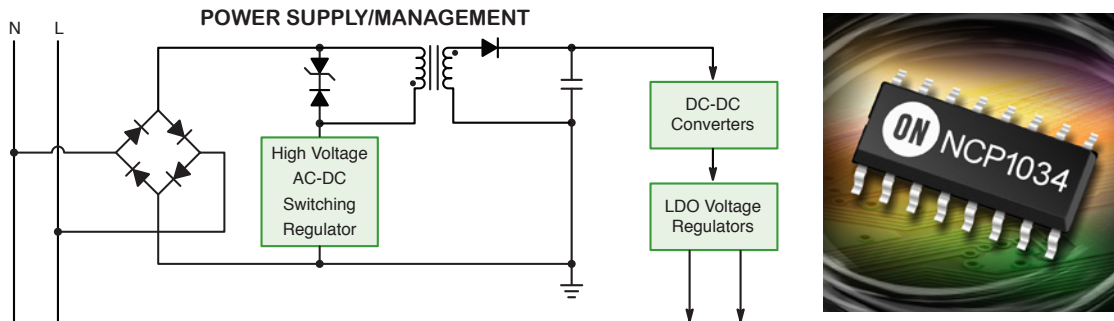 POWER SUPPLY/MANAGEMENT
N L
High Voltage
AC-DC
Switching
Regulator
DC-DC
Converters
LDO Voltage
Regulators
ON NCP1034